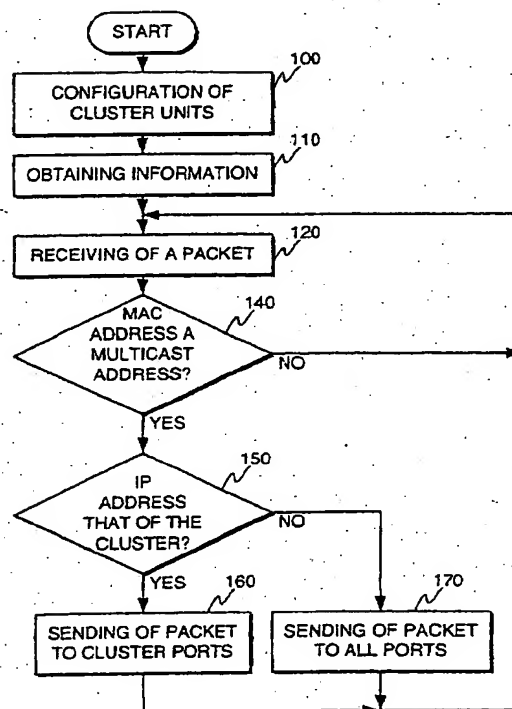 START
100
CONFIGURATION OF
CLUSTER UNITS
110
OBTAINING INFORMATION
120
RECEIVING OF A PACKET
140
MAC
ADDRESS A
MULTICAST
ADDRESS?
NO
YES
150
IP
ADDRESS
THAT OF THE
CLUSTER?
NO
YES
160
SENDING OF PACKET
TO CLUSTER PORTS
170
SENDING OF PACKET
TO ALL PORTS